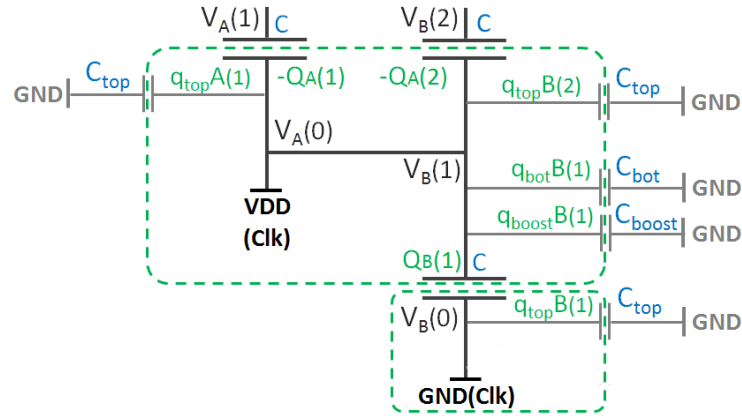 V_A(1) C V_B(2) C
C_top q_topA(1) -Q_A(1) -Q_A(2) q_topB(2) C_top
GND GND
V_A(0)
V_B(1) q_botB(1) C_bot
GND
VDD
(Clk)
q_boostB(1) C_boost
GND
Q_B(1) C
V_B(0) q_topB(1) C_top
GND
GND(Clk)